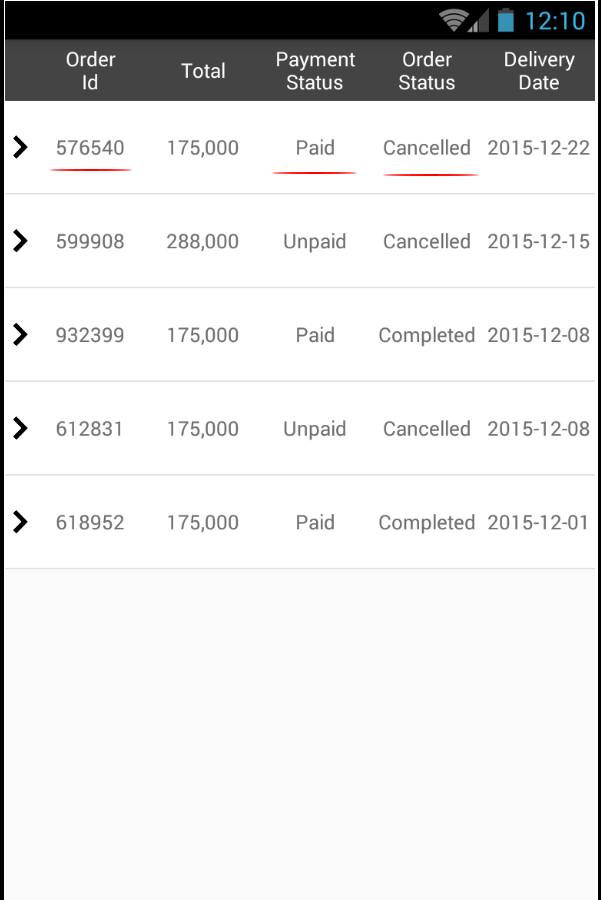 12:10
Order Id Total Payment Status Order Status Delivery Date
576540 175,000 Paid Cancelled 2015-12-22
599908 288,000 Unpaid Cancelled 2015-12-15
932399 175,000 Paid Completed 2015-12-08
612831 175,000 Unpaid Cancelled 2015-12-08
618952 175,000 Paid Completed 2015-12-01